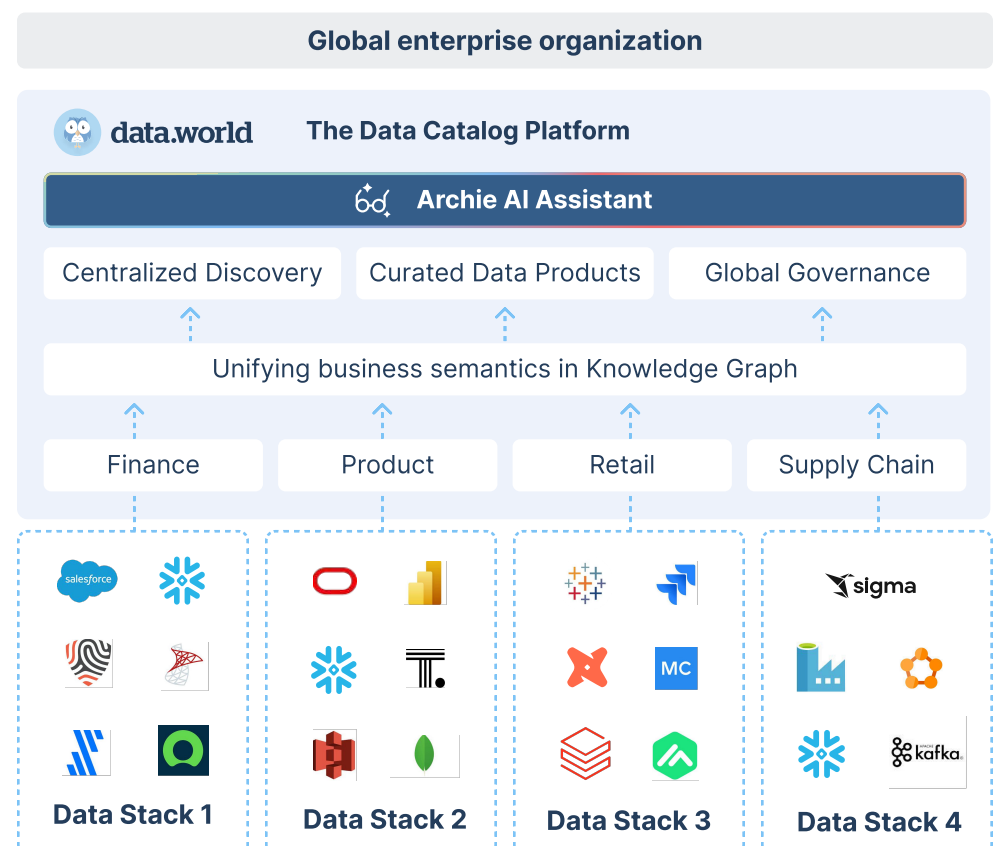 Global enterprise organization
data.world
The Data Catalog Platform
Archie AI Assistant
Centralized Discovery
Curated Data Products
Global Governance
Unifying business semantics in Knowledge Graph
Finance
Product
Retail
Supply Chain
salesforce
sigma
MC
APACHE
kafka
Data Stack 1
Data Stack 2
Data Stack 3
Data Stack 4